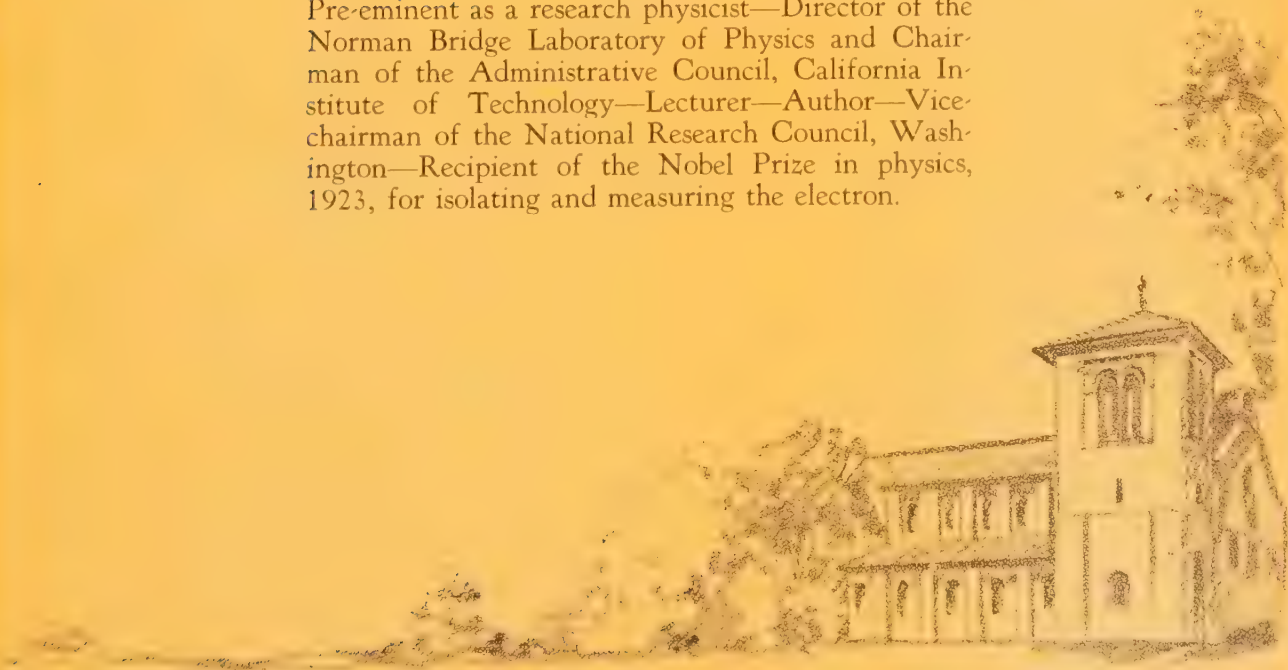 Pre-eminent as a research physicist—Director of the
Norman Bridge Laboratory of Physics and Chair-
man of the Administrative Council, California In-
stitute of Technology—Lecturer—Author—Vice-
chairman of the National Research Council, Wash-
ington—Recipient of the Nobel Prize in physics,
1923, for isolating and measuring the electron.